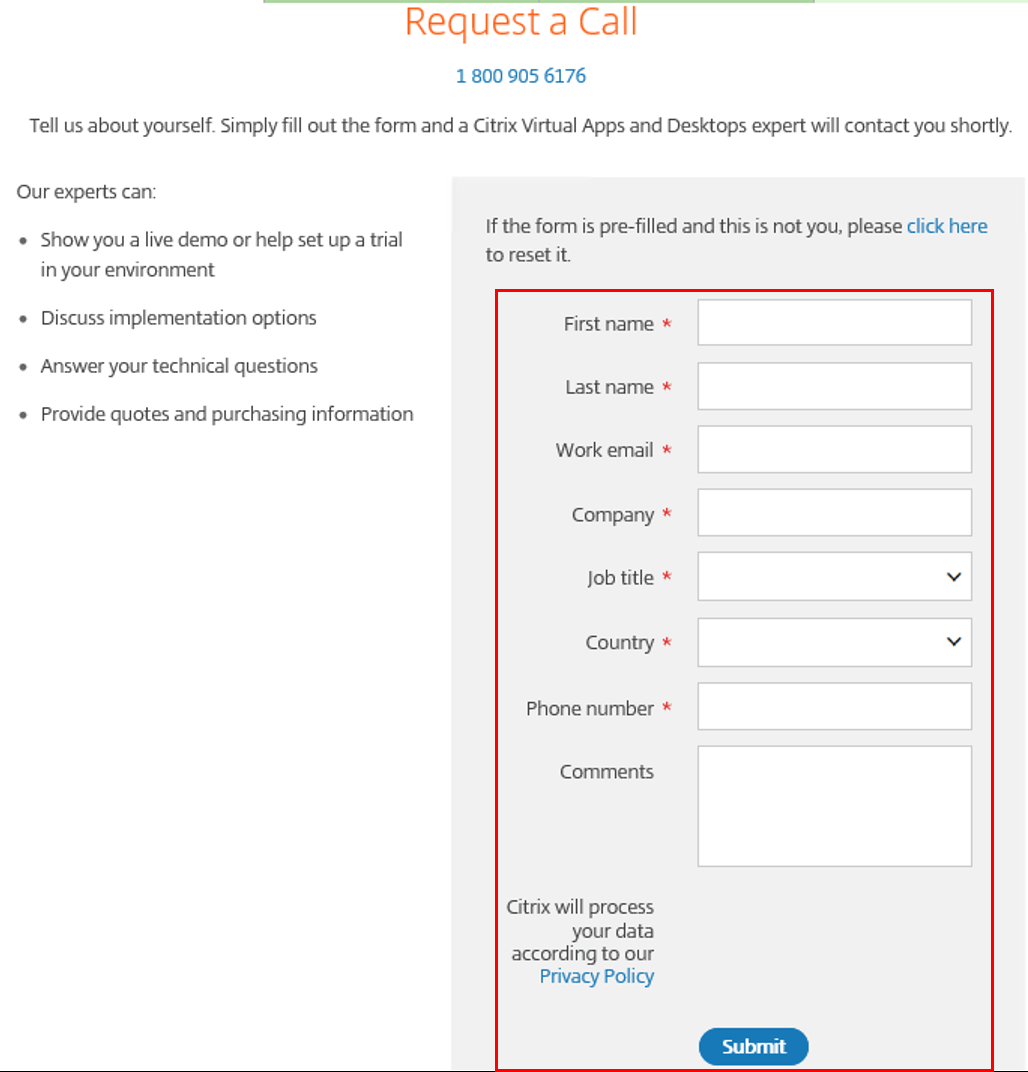 Request a Call
1 800 905 6176
Tell us about yourself. Simply fill out the form and a Citrix Virtual Apps and Desktops expert will contact you shortly.
Our experts can:
• Show you a live demo or help set up a trial
in your environment
• Discuss implementation options
• Answer your technical questions
• Provide quotes and purchasing information
If the form is pre-filled and this is not you, please click here
to reset it.
First name *
Last name *
Work email *
Company *
Job title *
Country *
Phone number *
Comments
Citrix will process
your data
according to our
Privacy Policy
Submit